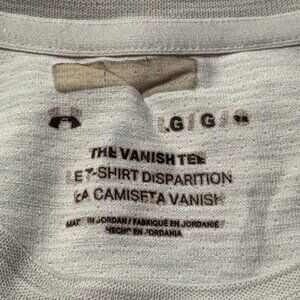 LG / G /
THE VANISH TEE
LE T-SHIRT DISPARITION
LA CAMISETA VANISH
MADE IN JORDAN / FABRIQUÉ EN JORDANIE /
HECHO EN JORDANIA